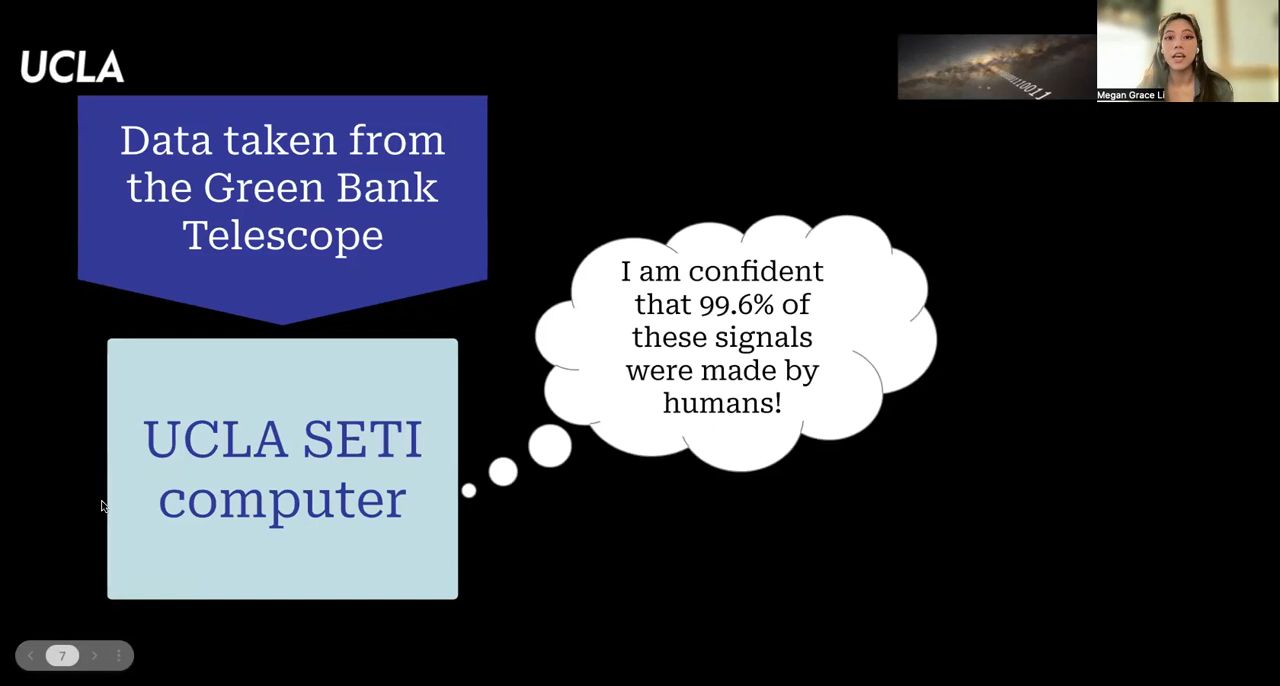 UCLA
Data taken from
the Green Bank
Telescope
I am confident
that 99.6% of
these signals
were made by
humans!
UCLA SETI
computer
Megan Grace Li
7